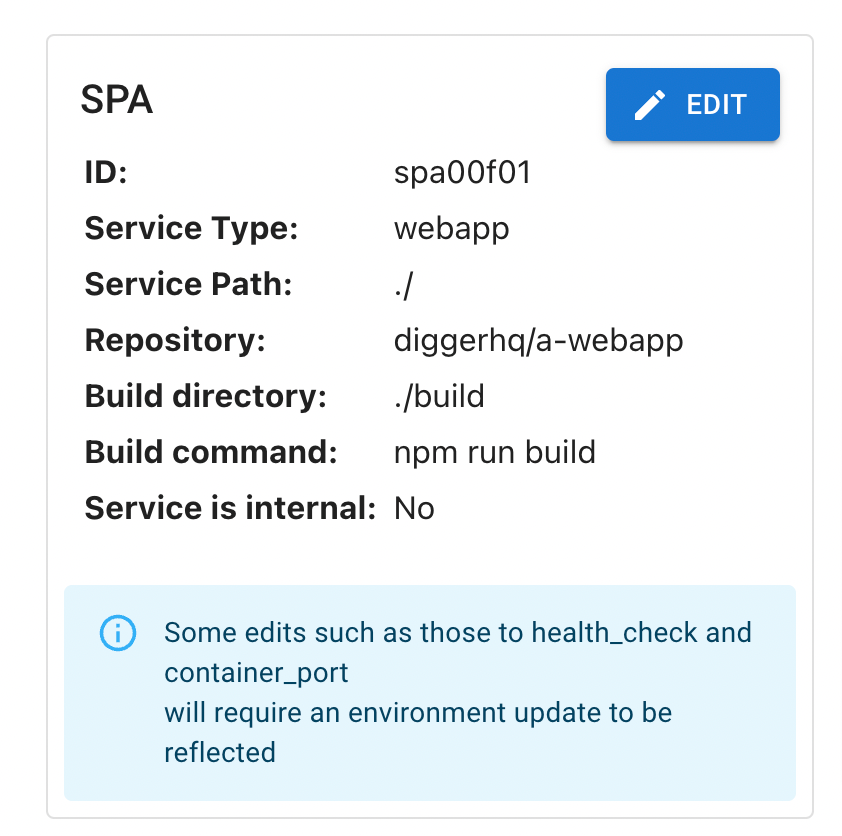 SPA
EDIT
ID: spa00f01
Service Type: webapp
Service Path: ./
Repository: diggerhq/a-webapp
Build directory: ./build
Build command: npm run build
Service is internal: No
Some edits such as those to health_check and
container_port
will require an environment update to be
reflected